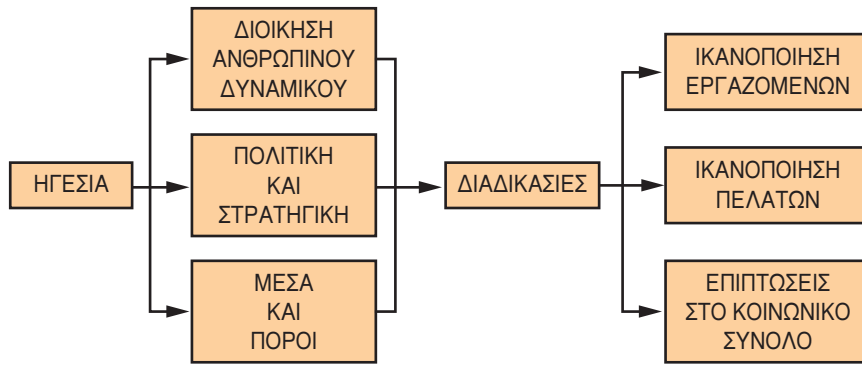 ΗΓΕΣΙΑ
ΔΙΟΙΚΗΣΗ
ΑΝΘΡΩΠΙΝΟΥ
ΔΥΝΑΜΙΚΟΥ
ΠΟΛΙΤΙΚΗ
ΚΑΙ
ΣΤΡΑΤΗΓΙΚΗ
ΜΕΣΑ
ΚΑΙ
ΠΟΡΟΙ
ΔΙΑΔΙΚΑΣΙΕΣ
ΙΚΑΝΟΠΟΙΗΣΗ
ΕΡΓΑΖΟΜΕΝΩΝ
ΙΚΑΝΟΠΟΙΗΣΗ
ΠΕΛΑΤΩΝ
ΕΠΙΠΤΩΣΕΙΣ
ΣΤΟ ΚΟΙΝΩΝΙΚΟ
ΣΥΝΟΛΟ